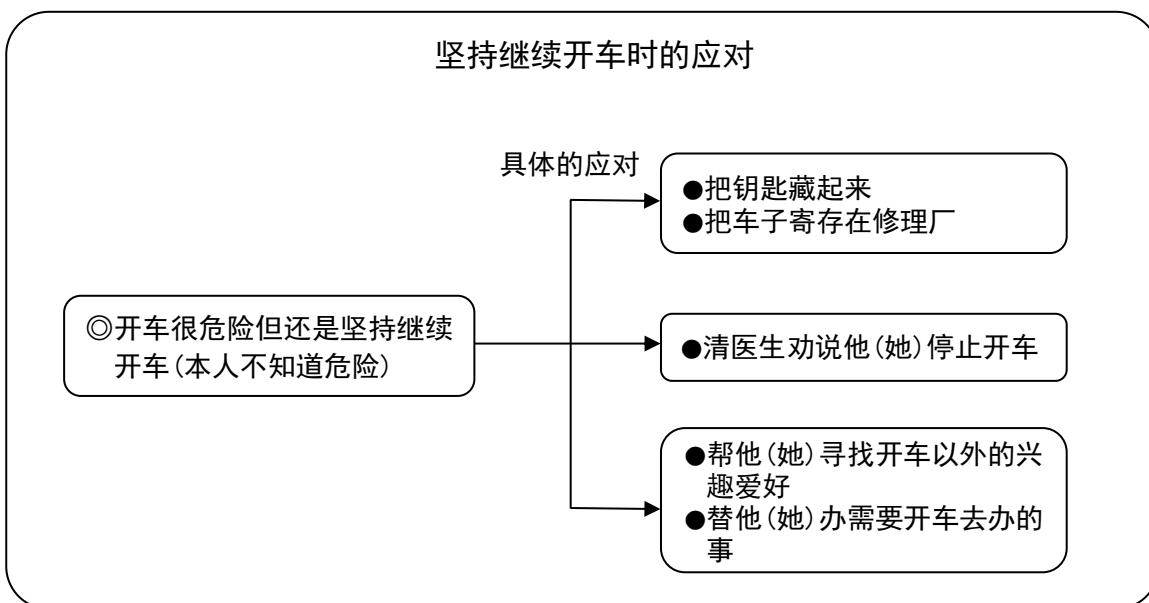 坚持继续开车时的应对
具体的应对
●把钥匙藏起来
●把车子寄存在修理厂
◎开车很危险但还是坚持继续
开车(本人不知道危险)
●清医生劝说他(她)停止开车
●帮他(她)寻找开车以外的兴
趣爱好
●替他(她)办需要开车去办的
事